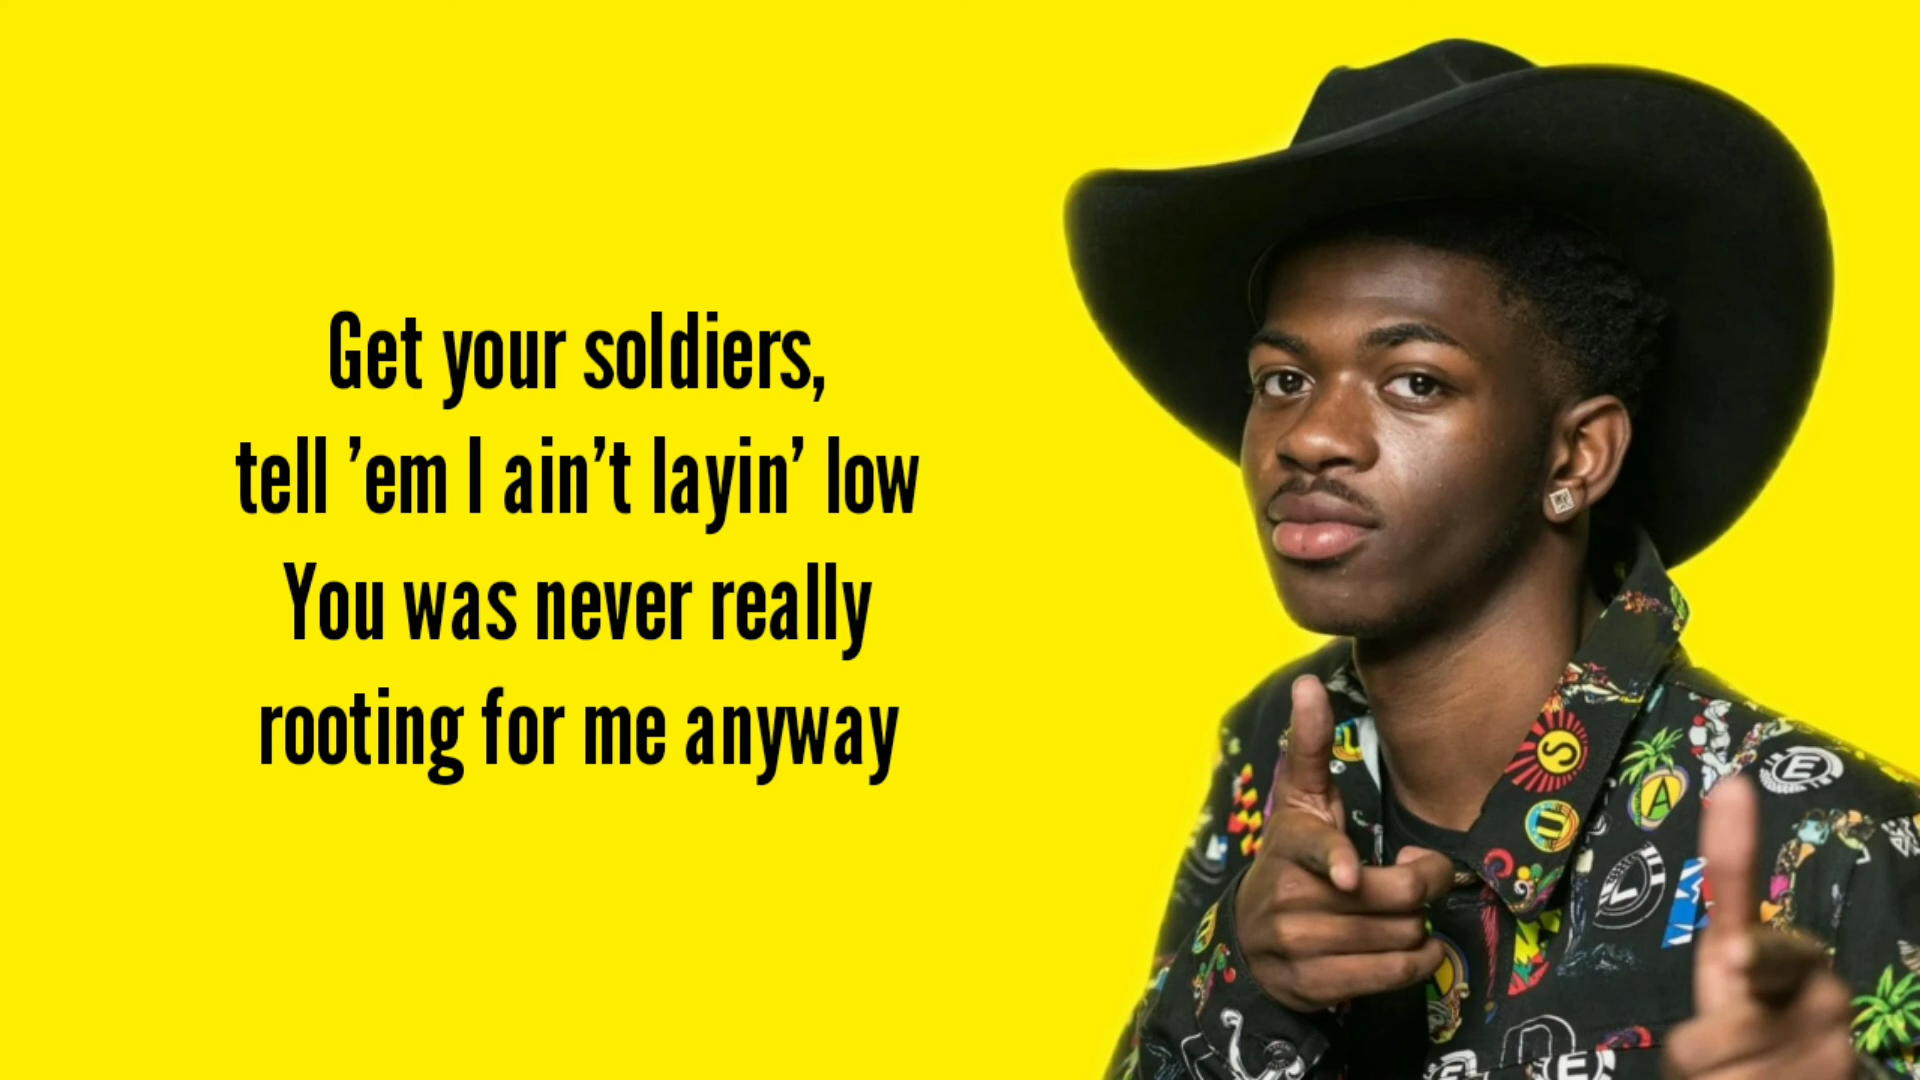 Get your soldiers,
tell ’em I ain’t layin’ low
You was never really
rooting for me anyway
S
A
E
U
E
E